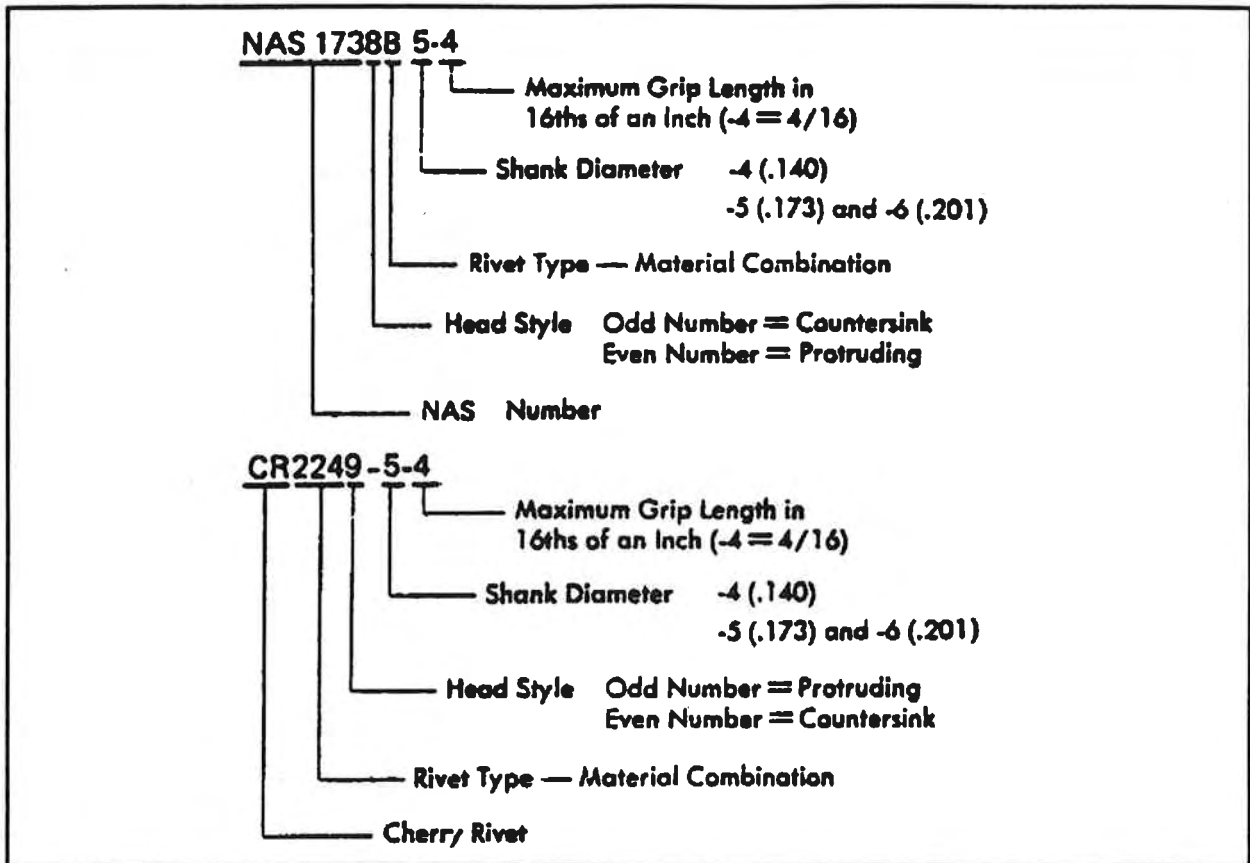 NAS 1738B 5-4
Maximum Grip Length in
16ths of an Inch (-4 = 4/16)
Shank Diameter -4 (.140)
-5 (.173) and -6 (.201)
Rivet Type — Material Combination
Head Style Odd Number = Countersink
Even Number = Protruding
NAS Number
CR2249-5-4
Maximum Grip Length in
16ths of an Inch (-4 = 4/16)
Shank Diameter -4 (.140)
-5 (.173) and -6 (.201)
Head Style Odd Number = Protruding
Even Number = Countersink
Rivet Type — Material Combination
Cherry Rivet